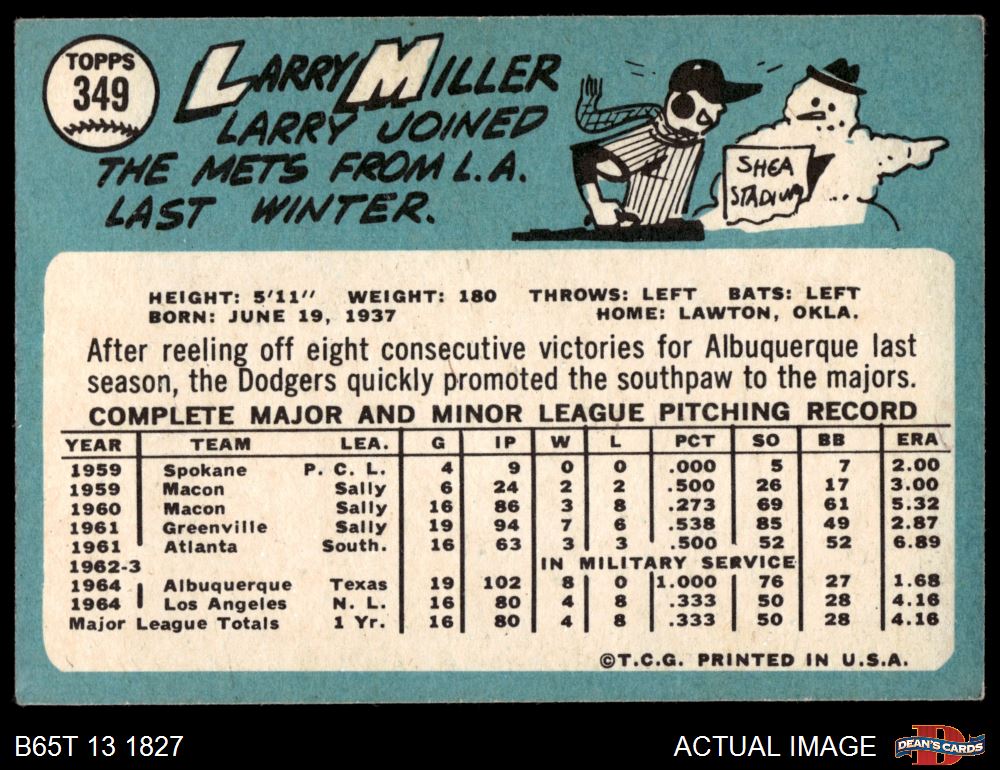 TOPPS
349
LARRY MILLER
LARRY JOINED
THE METS FROM L.A.
LAST WINTER.
SHEA
STADIUM
HEIGHT: 5'11" WEIGHT: 180 THROWS: LEFT BATS: LEFT
BORN: JUNE 19, 1937 HOME: LAWTON, OKLA.
After reeling off eight consecutive victories for Albuquerque last
season, the Dodgers quickly promoted the southpaw to the majors.
COMPLETE MAJOR AND MINOR LEAGUE PITCHING RECORD
YEAR TEAM LEA. G IP W L PCT SO BB ERA
1959 Spokane P. C. L. 4 9 0 0 .000 5 7 2.00
1959 Macon Sally 6 24 2 2 .500 26 17 3.00
1960 Macon Sally 16 86 3 8 .273 69 61 5.32
1961 Greenville Sally 19 94 7 6 .538 85 49 2.87
1961 Atlanta South. 16 63 3 3 .500 52 52 6.89
1962-3 IN MILITARY SERVICE
1964 Albuquerque Texas 19 102 8 0 1.000 76 27 1.68
1964 Los Angeles N. L. 16 80 4 8 .333 50 28 4.16
Major League Totals 1 Yr. 16 80 4 8 .333 50 28 4.16
©T.C.G. PRINTED IN U.S.A.
B65T 13 1827 ACTUAL IMAGE DEAN'S CARDS